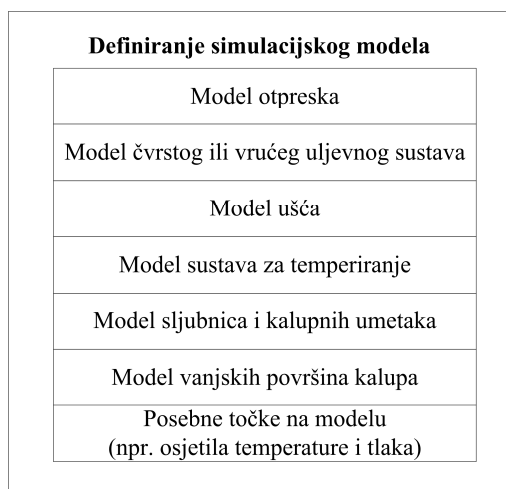 Definiranje simulacijskog modela
Model otpreska
Model čvrstog ili vrućeg uljevnog sustava
Model ušća
Model sustava za temperiranje
Model sljubnica i kalupnih umetaka
Model vanjskih površina kalupa
Posebne točke na modelu
(npr. osjetila temperature i tlaka)